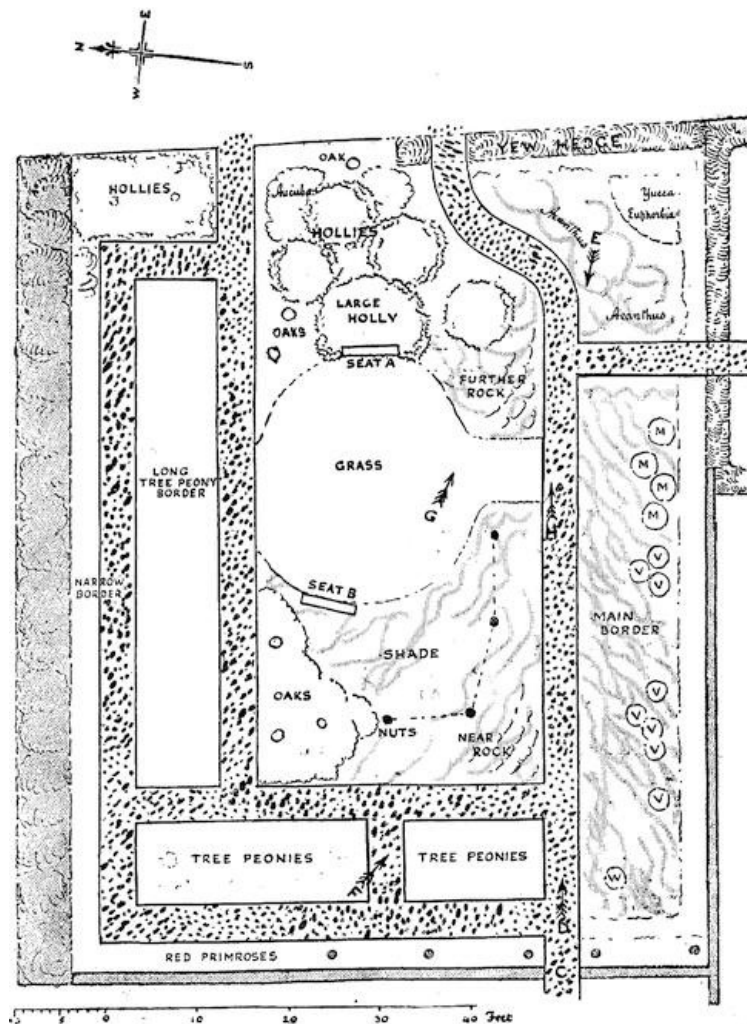 E
N
S
W
YEW HEDGE
OAK
HOLLIES
Aucuba
Yucca
Euphorbia
Acanthus
HOLLIES
E
LARGE
HOLLY
Acanthus
OAKS
SEAT A
FURTHER
ROCK
M
M
M
M
GRASS
LONG
TREE PEONY
BORDER
G
H
V
V
V
NARROW
BORDER
SEAT B
MAIN
BORDER
SHADE
OAKS
V
V
V
V
V
NUTS
NEAR
ROCK
TREE PEONIES
TREE PEONIES
F
W
D
RED PRIMROSES
C
0 5 10 20 30 40 Feet